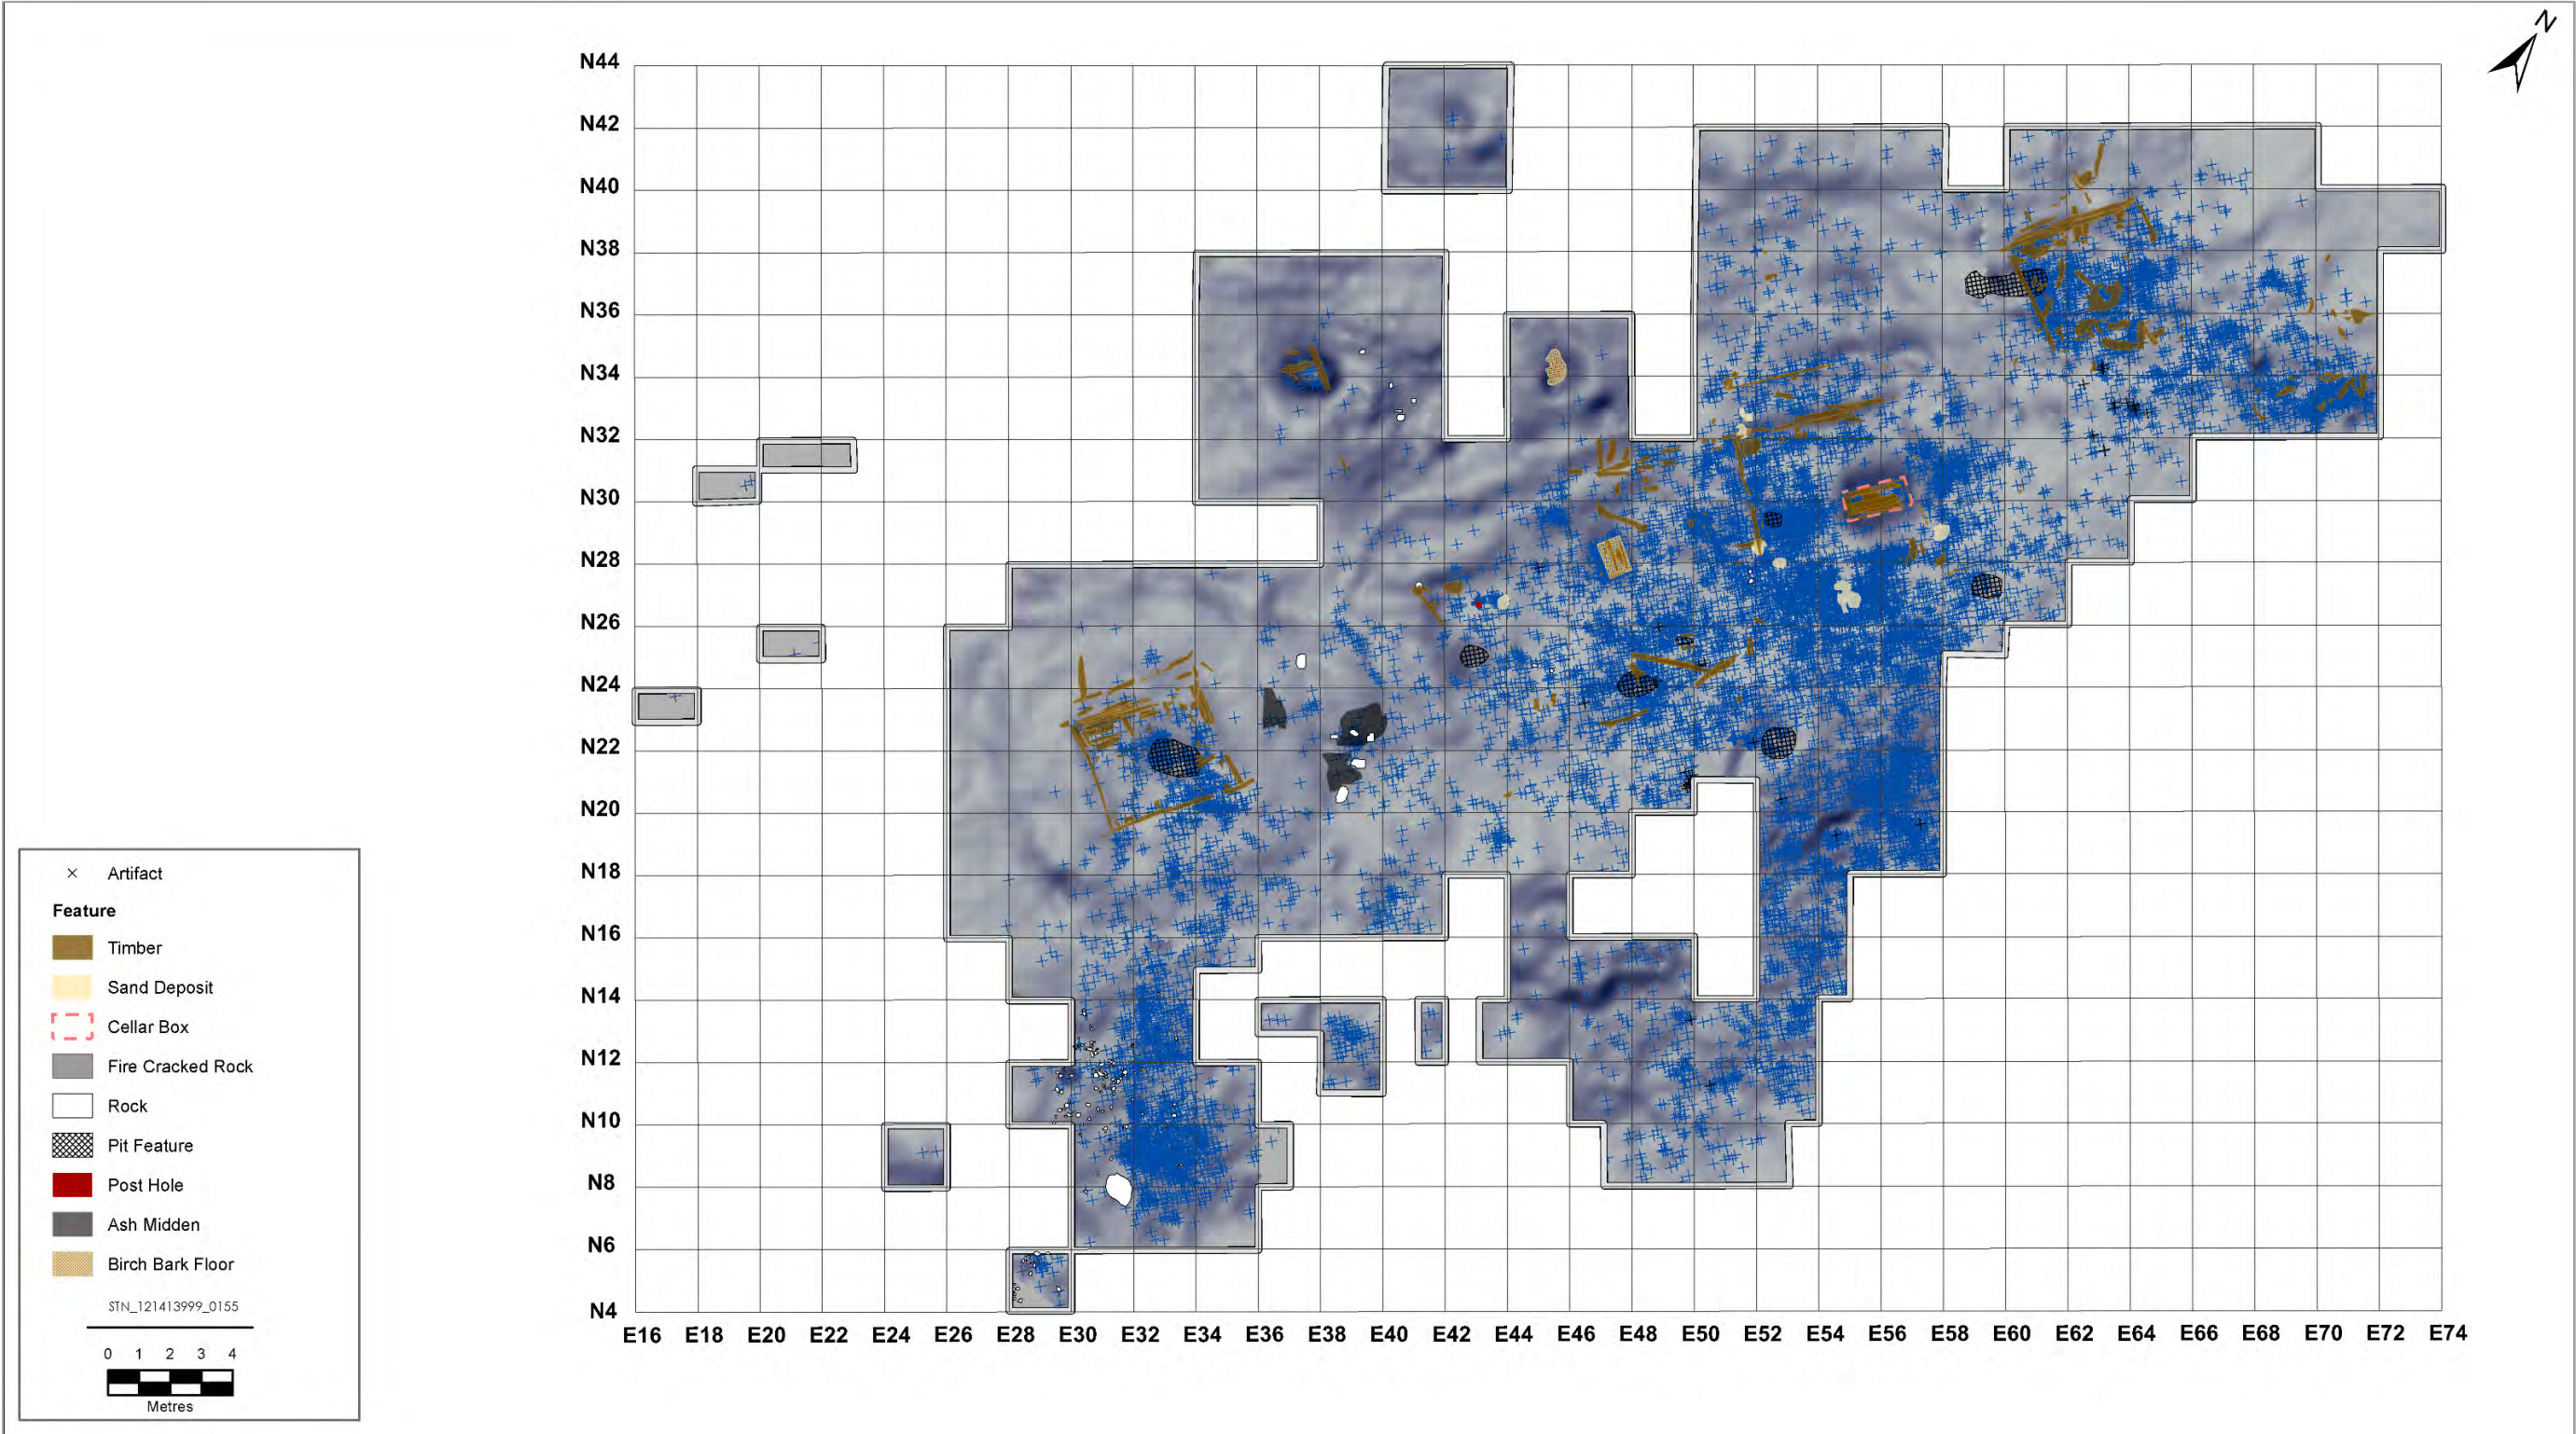 N
N44
N42
N40
N38
N36
N34
N32
N30
N28
N26
N24
N22
N20
N18
N16
N14
N12
N10
N8
N6
N4
E16 E18 E20 E22 E24 E26 E28 E30 E32 E34 E36 E38 E40 E42 E44 E46 E48 E50 E52 E54 E56 E58 E60 E62 E64 E66 E68 E70 E72 E74
Artifact
Feature
Timber
Sand Deposit
Cellar Box
Fire Cracked Rock
Rock
Pit Feature
Post Hole
Ash Midden
Birch Bark Floor
STN_121413999_0155
0 1 2 3 4
Metres